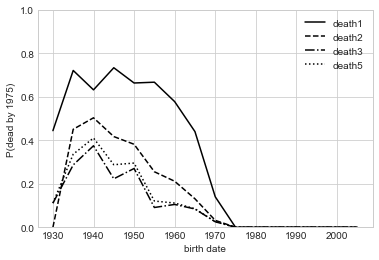 1.0
0.8
0.6
0.4
0.2
0.0
P(dead by 1975)
death1
death2
death3
death5
1930 1940 1950 1960 1970 1980 1990 2000
birth date